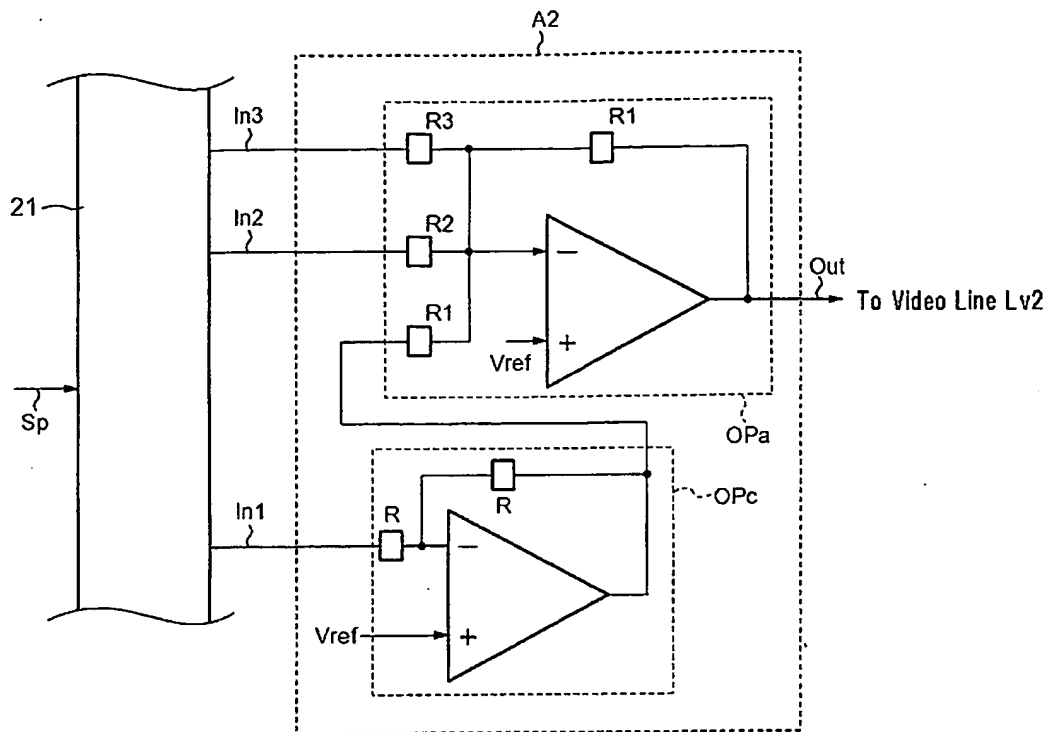 A2
In3
R3
R1
21
In2
R2
Out
To Video Line Lv2
R1
Vref
Sp
OPa
In1
R
R
OPc
Vref
−
+
−
+